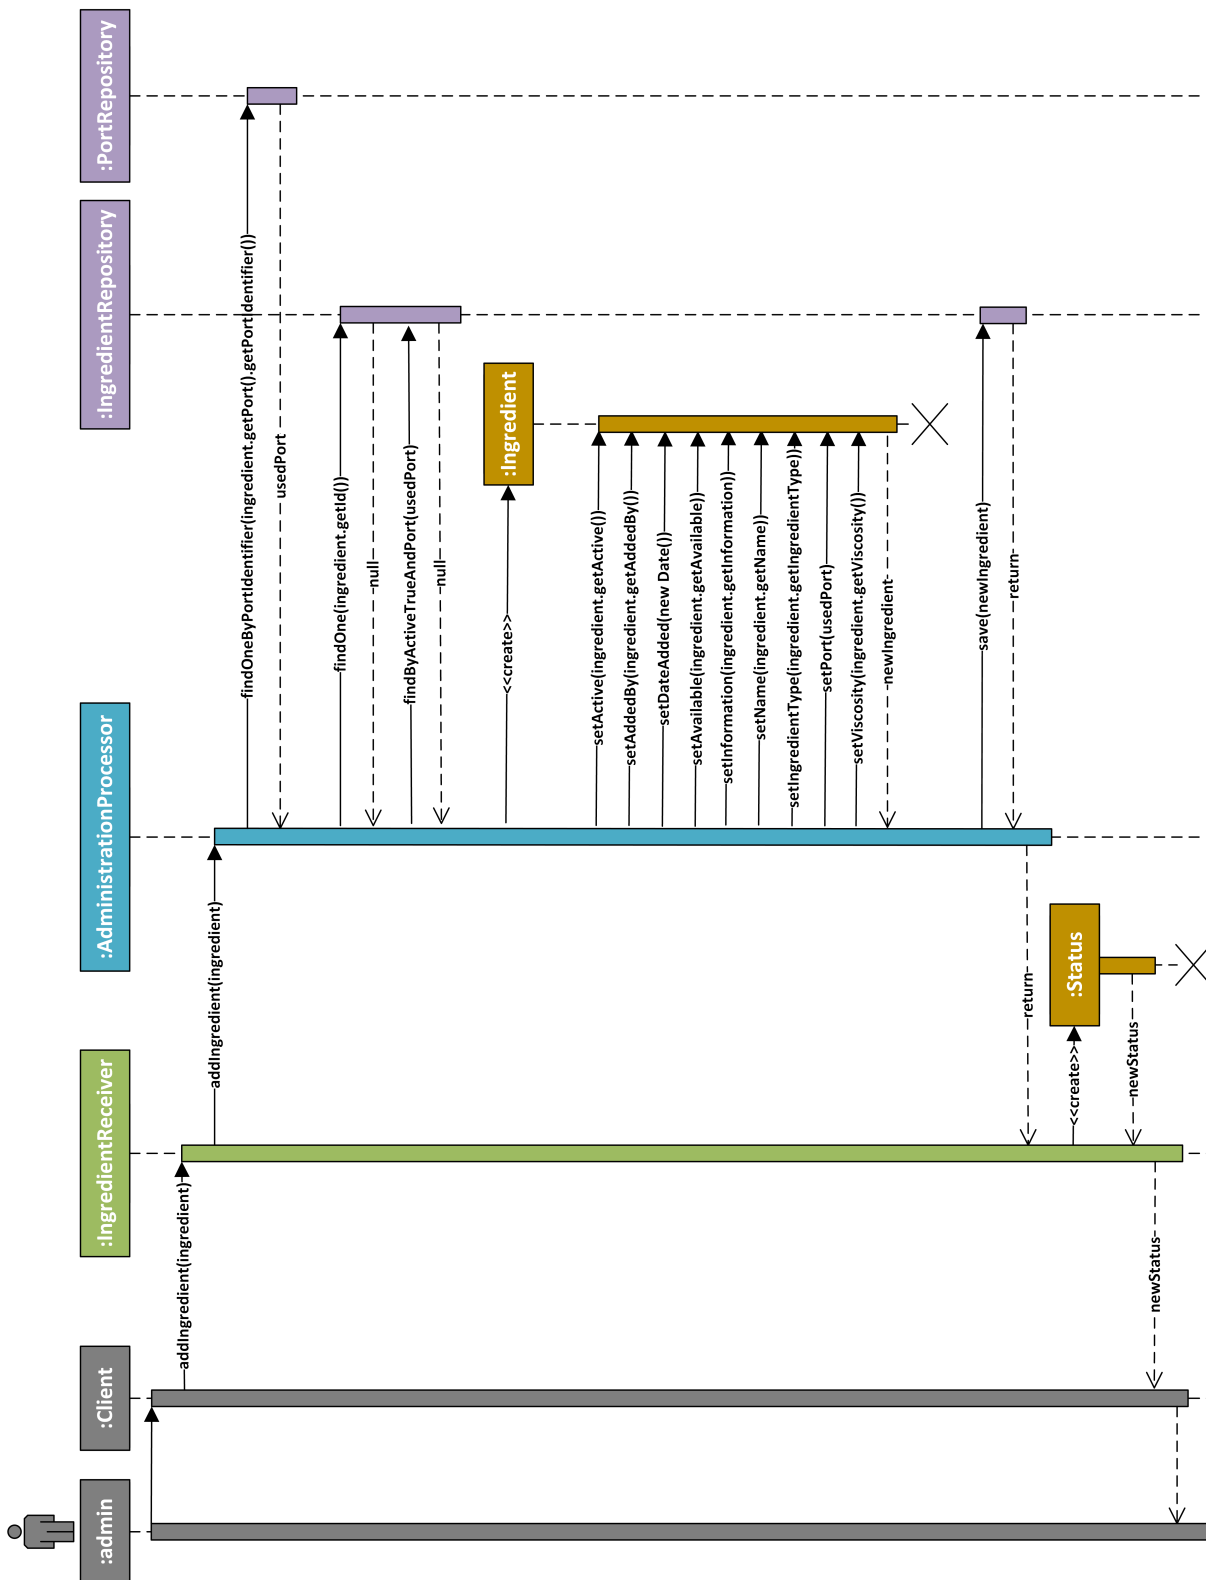 :admin
:Client
:IngredientReceiver
:AdministrationProcessor
:IngredientRepository
:PortRepository
addIngredient(ingredient)
addIngredient(ingredient)
findOneByPortIdentifier(ingredient.getPort().getPortIdentifier())
usedPort
findOne(ingredient.getId())
null
findByActiveTrueAndPort(usedPort)
null
<<create>>
:Ingredient
setActive(ingredient.getActive())
setAddedBy(ingredient.getAddedBy())
setDateAdded(new Date())
setAvailable(ingredient.getAvailable))
setInformation(ingredient.getInformation))
setName(ingredient.getName))
setIngredientType(ingredient.getIngredientType))
setPort(usedPort)
setViscosity(ingredient.getViscosity())
newIngredient
save(newIngredient)
return
return
<<create>>
:Status
newStatus
newStatus